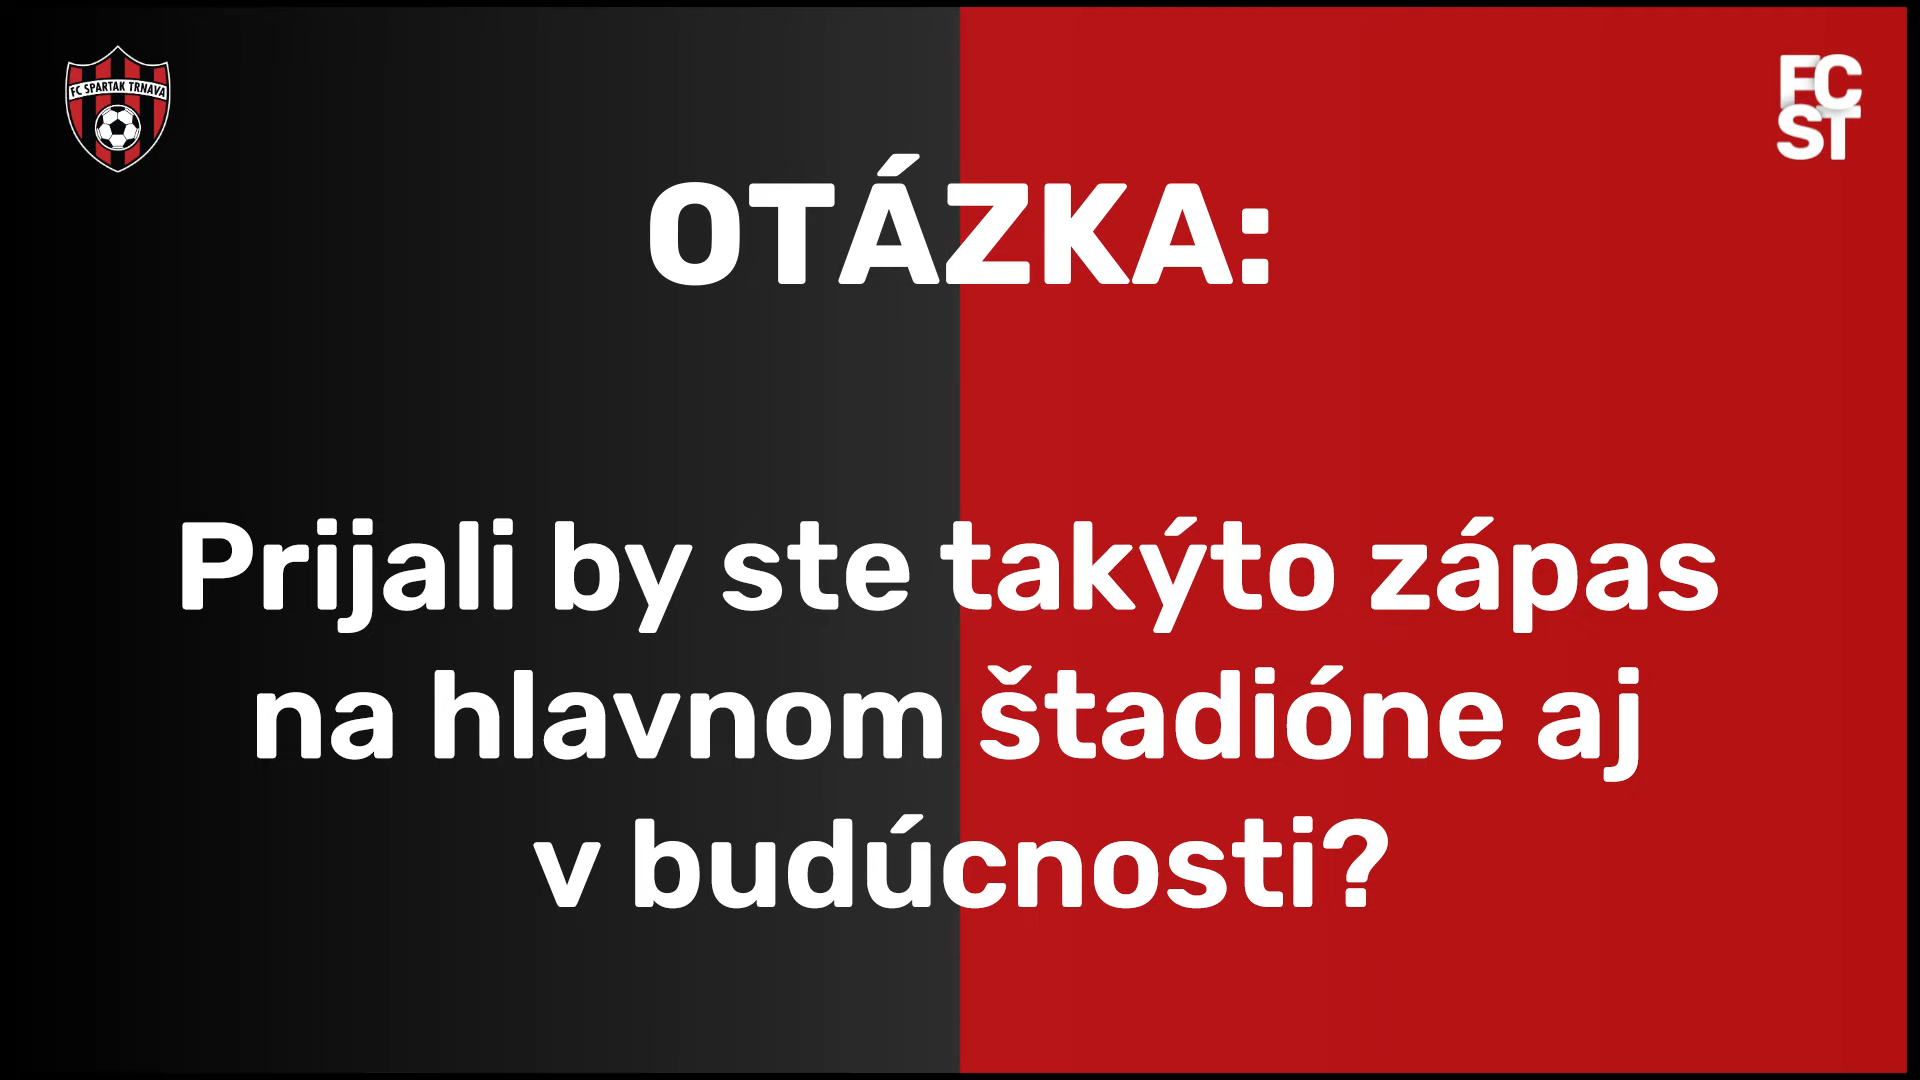 FC SPARTAK TRNAVA
FC
ST
OTÁZKA:
Prijali by ste takýto zápas
na hlavnom štadióne aj
v budúcnosti?